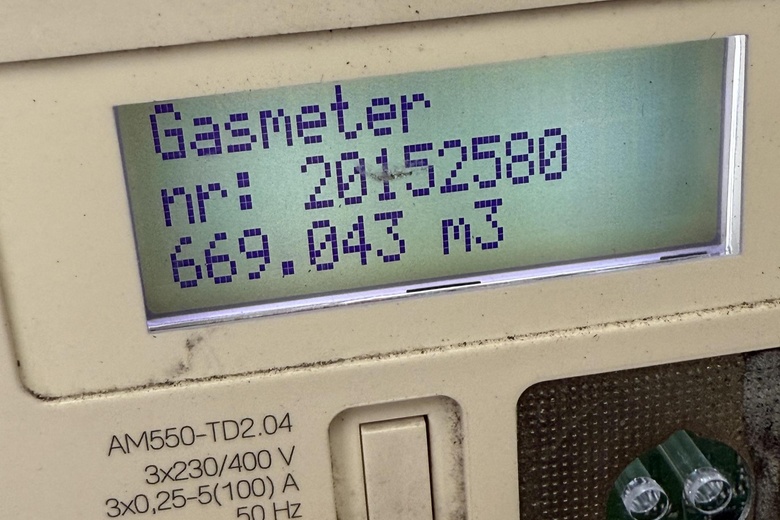 Gasmeter
nr: 20152580
669.043 m3
AM550-TD2.04
3x230/400 V
3x0,25-5(100) A
50 Hz